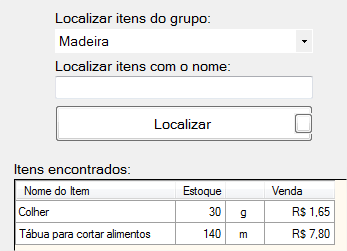 Localizar itens do grupo:
Madeira
Localizar itens com o nome:
Localizar
Itens encontrados:
Nome do Item Estoque Venda
Colher 30 g R$ 1,65
Tábua para cortar alimentos 140 m R$ 7,80